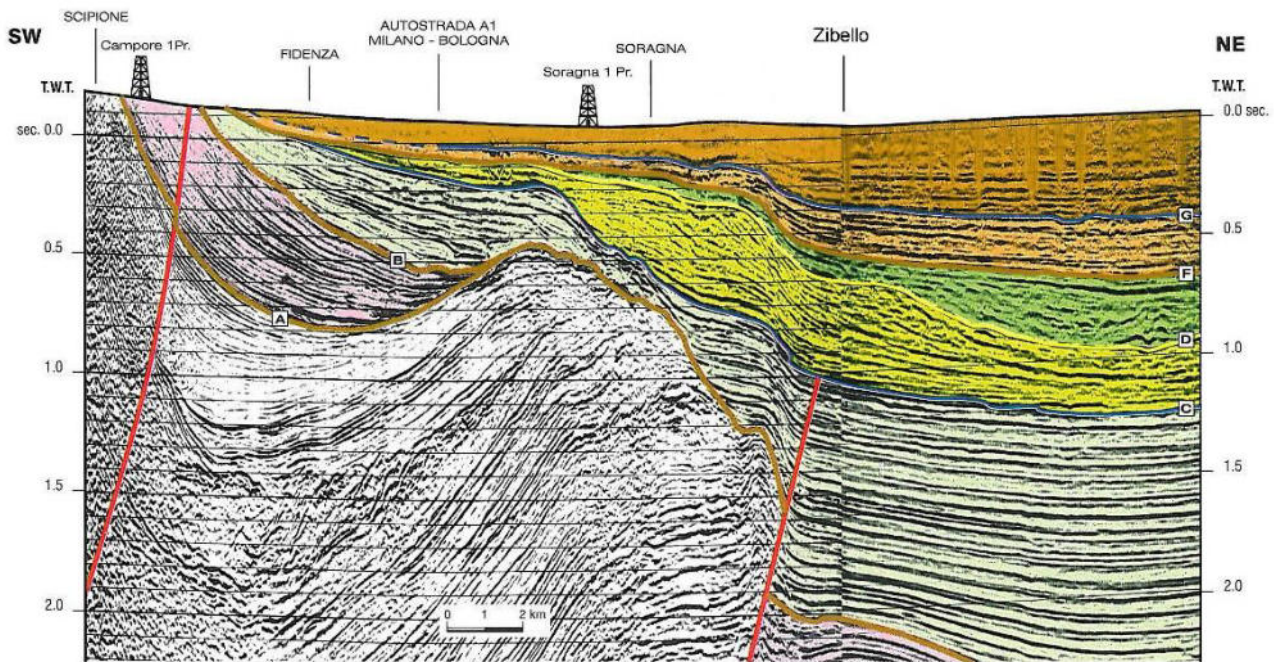 SCIPIONE
SW
Campore 1Pr.
FIDENZA
AUTOSTRADA A1
MILANO - BOLOGNA
SORAGNA
Soragna 1 Pr.
Zibello
NE
T.W.T.
T.W.T.
sec. 0.0
0.0 sec.
G
0.5
0.5
B
F
A
D
1.0
1.0
C
1.5
1.5
2.0
2.0
0 1 2 km